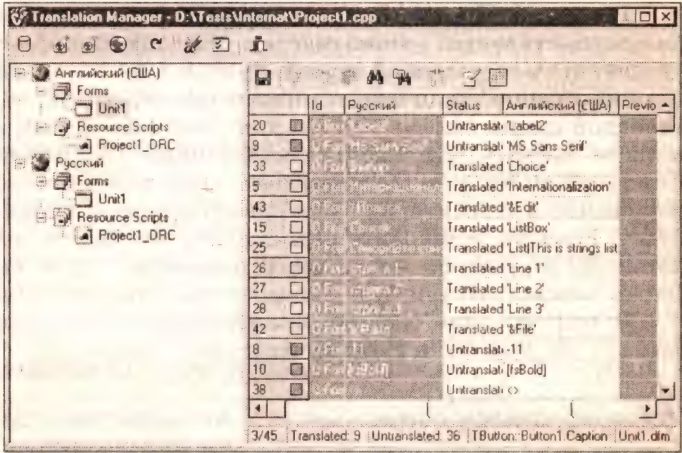 Translation Manager - D:\Tests\Internat\Project1.cpp
Английский (США)
Forms
Unit1
Resource Scripts
Project1_DRC
Русский
Forms
Unit1
Resource Scripts
Project1_DRC
Id Русский Status Английский (США) Previo
20 Untranslat 'Label2'
9 Untranslat 'MS Sans Serif'
33 Translated 'Choice'
5 Translated 'Internationalization'
43 Translated '&Edit'
15 Translated 'ListBox'
25 Translated 'List|This is strings list
26 Translated 'Line 1'
27 Translated 'Line 2'
28 Translated 'Line 3'
42 Translated '&File'
8 Untranslat -11
10 Untranslat [fsBold]
38 Untranslat <>
3/45 Translated: 9 Untranslated: 36 TButton::Button1.Caption Unit1.dfm